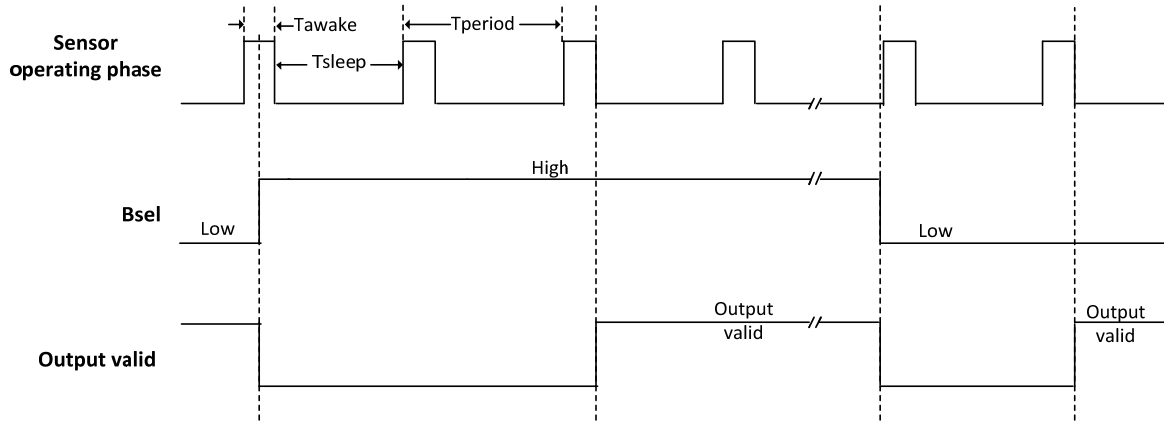 Tawake
Tperiod
Sensor
operating phase
Tsleep
High
Bsel
Low
Low
Output
valid
Output
valid
Output valid